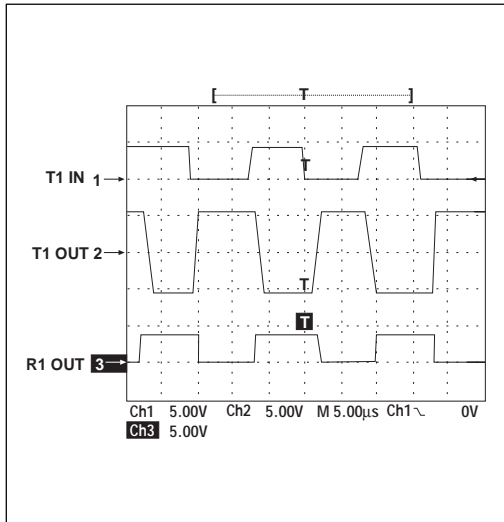 [ T ]
T1 IN 1
T
T1 OUT 2
T
T
R1 OUT 3
Ch1 5.00V Ch2 5.00V M 5.00μs Ch1 0V
Ch3 5.00V